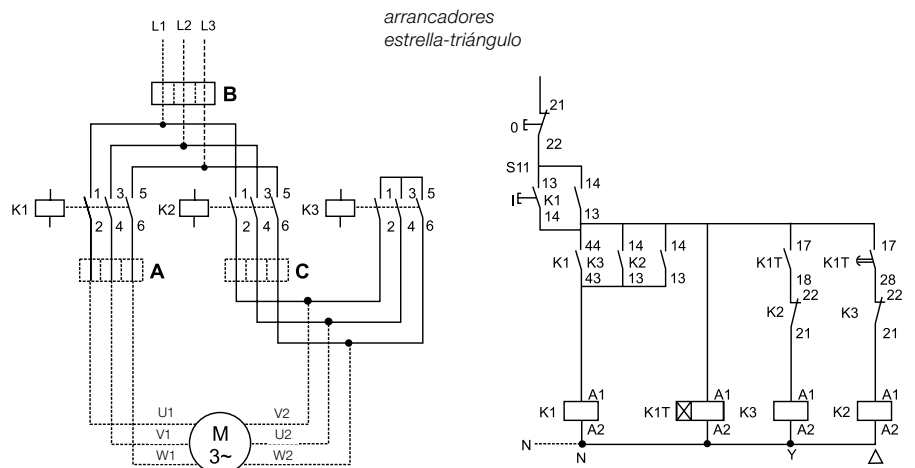 arrancadores
estrella-triángulo
L1 L2 L3
B
K1 1 3 5 K2 1 3 5 K3 1 3 5
2 4 6 2 4 6 2 4 6
A C
U1 V2
V1 M U2
W1 3~ W2
21
0
22
S11
13 14
I K1
14 13
44 14 14 17 17
K1 K3 K2 K1T K1T
43 13 13 18 28
22 22
K2 K3
21 21
A1 A1 A1 A1
K1 K1T K3 K2
A2 A2 A2 A2
N N Y